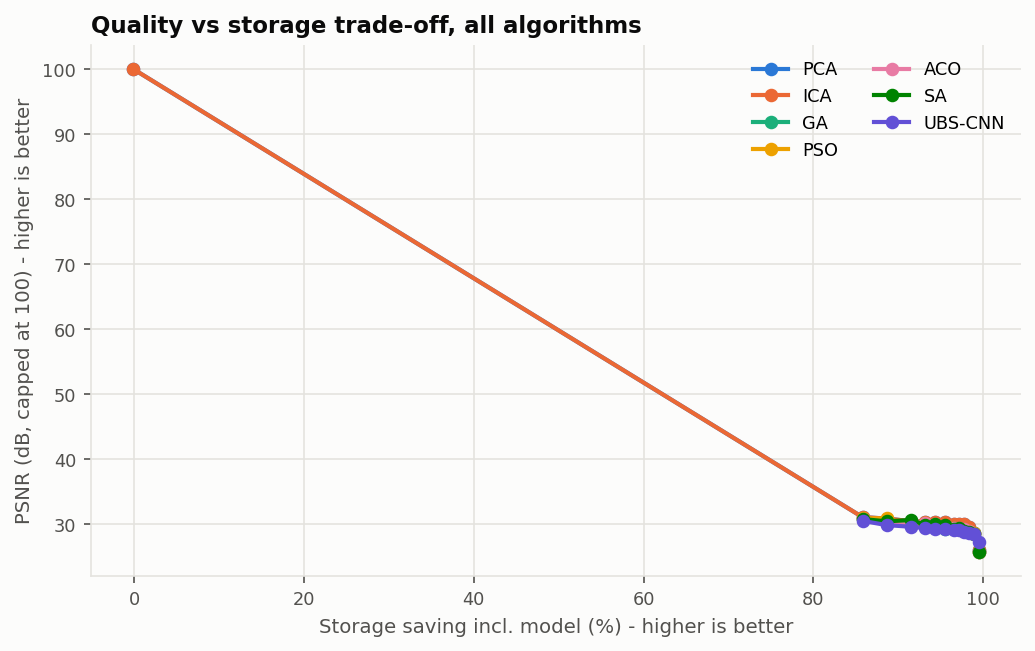 Quality vs storage trade-off, all algorithms
PSNR (dB, capped at 100) - higher is better
100
90
80
70
60
50
40
30
PCA
ICA
GA
PSO
ACO
SA
UBS-CNN
0 20 40 60 80 100
Storage saving incl. model (%) - higher is better